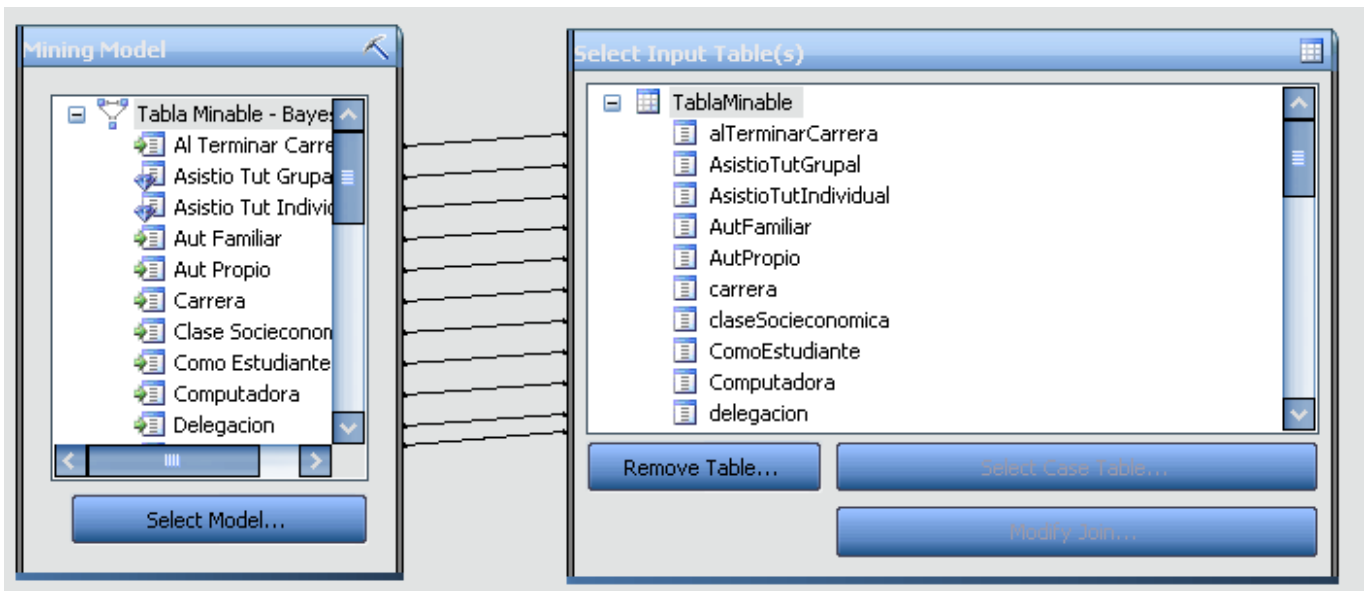 Mining Model
Tabla Minable - Baye
Al Terminar Carre
Asistio Tut Grupa
Asistio Tut Individ
Aut Familiar
Aut Propio
Carrera
Clase Socieconon
Como Estudiante
Computadora
Delegacion
Select Model...
Select Input Table(s)
TablaMinable
alTerminarCarrera
AsistioTutGrupal
AsistioTutIndividual
AutFamiliar
AutPropio
carrera
claseSocieconomica
ComoEstudiante
Computadora
delegacion
Remove Table...
Select Case Table...
Modify Join...